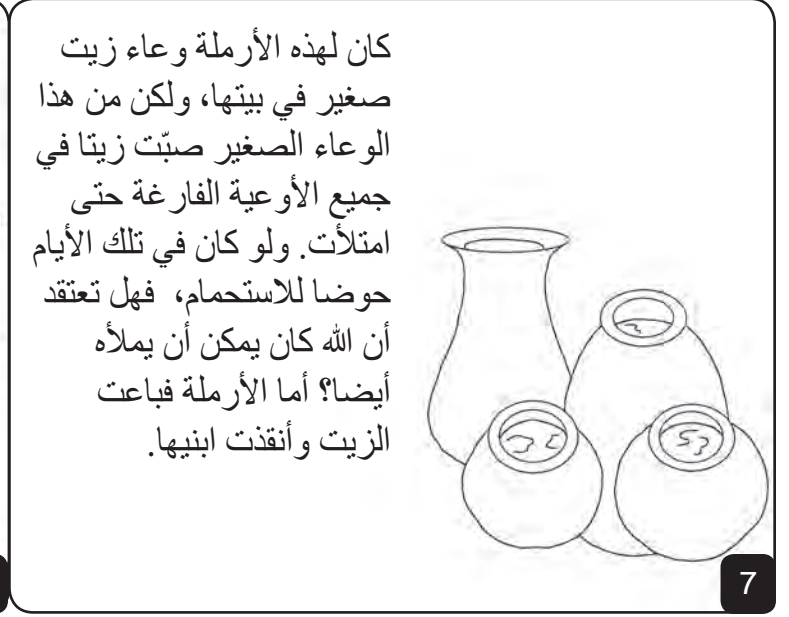 كان لهذه الأرملة وعاء زيت
صغير في بيتها، ولكن من هذا
الوعاء الصغير صبّت زيتا في
جميع الأوعية الفارغة حتى
امتلأت. ولو كان في تلك الأيام
حوضا للاستحمام، فهل تعتقد
أن الله كان يمكن أن يملأه
أيضا؟ أما الأرملة فباعت
الزيت وأنقذت ابنيها.
7